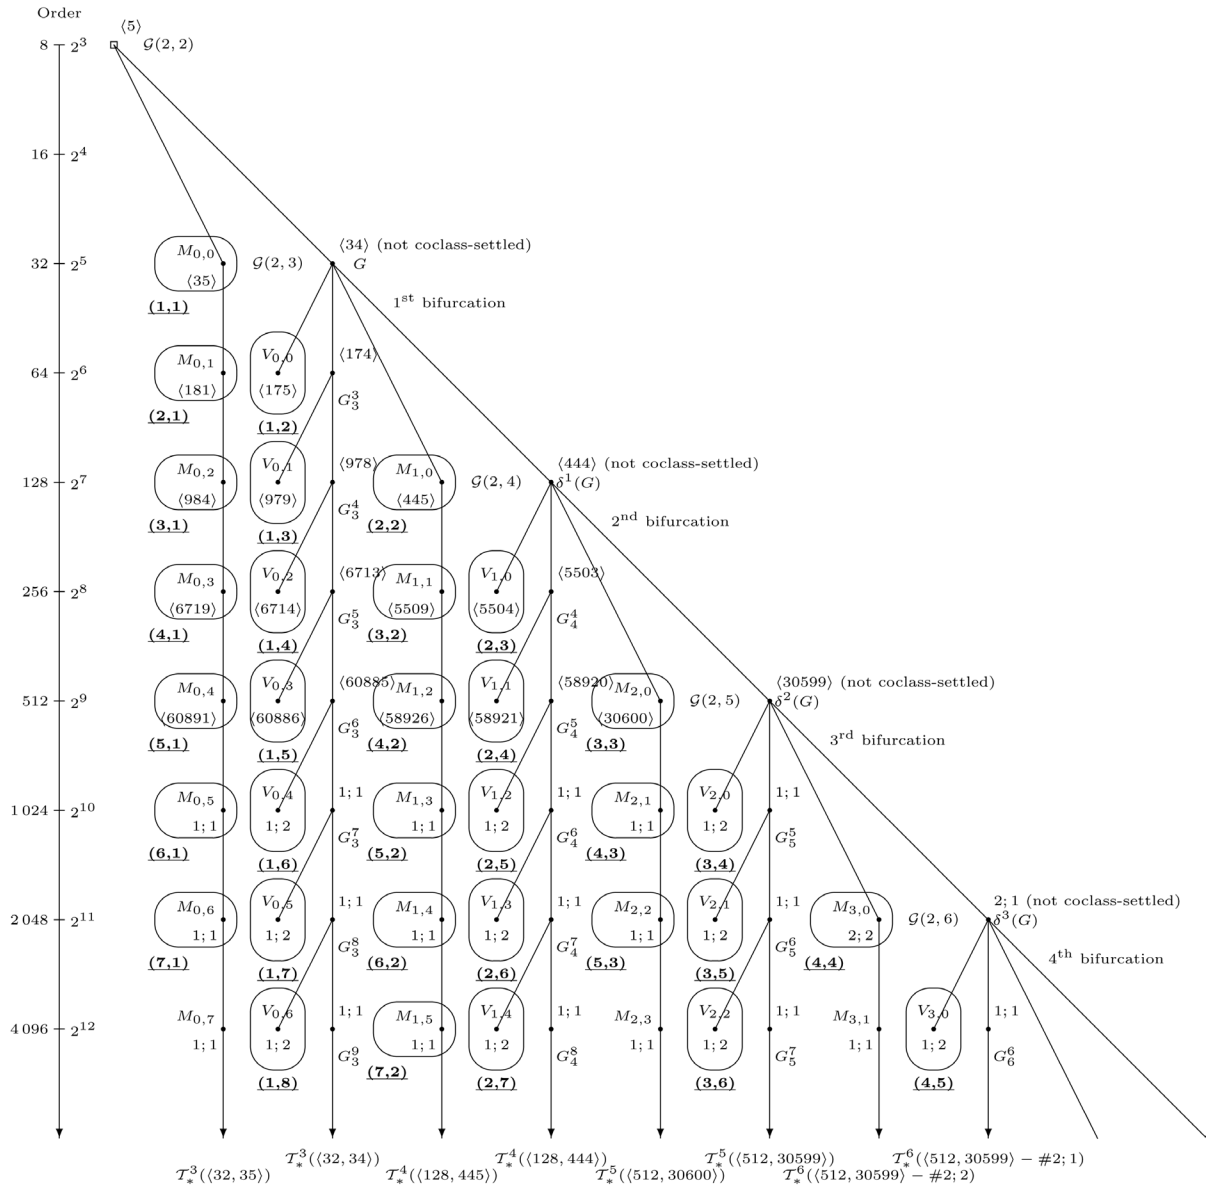 Order
⟨5⟩
8 2^3 𝒢(2, 2)
16 2^4
⟨34⟩ (not coclass-settled)
M_{0,0}
32 2^5 𝒢(2, 3) G
⟨35⟩
(1,1)
1^st bifurcation
M_{0,1} V_{0,0} ⟨174⟩
64 2^6
⟨181⟩ ⟨175⟩ G_3^3
(2,1) (1,2)
M_{0,2} V_{0,1} ⟨978⟩ M_{1,0} ⟨444⟩ (not coclass-settled)
128 2^7 𝒢(2, 4) δ^1(G)
⟨984⟩ ⟨979⟩ G_3^4 ⟨445⟩
(3,1) (1,3) (2,2)
2^nd bifurcation
M_{0,3} V_{0,2} ⟨6713⟩ M_{1,1} V_{1,0} ⟨5503⟩
256 2^8
⟨6719⟩ ⟨6714⟩ G_3^5 ⟨5509⟩ ⟨5504⟩ G_4^4
(4,1) (1,4) (3,2) (2,3)
M_{0,4} V_{0,3} ⟨60885⟩ M_{1,2} V_{1,1} ⟨58920⟩ M_{2,0} ⟨30599⟩ (not coclass-settled)
512 2^9 𝒢(2, 5) δ^2(G)
⟨60891⟩ ⟨60886⟩ G_3^6 ⟨58926⟩ ⟨58921⟩ G_4^5 ⟨30600⟩
(5,1) (1,5) (4,2) (2,4) (3,3)
3^rd bifurcation
M_{0,5} V_{0,4} 1; 1 M_{1,3} V_{1,2} 1; 1 M_{2,1} V_{2,0} 1; 1
1 024 2^10
1; 1 1; 2 G_3^7 1; 1 1; 2 G_4^6 1; 1 1; 2 G_5^5
(6,1) (1,6) (5,2) (2,5) (4,3) (3,4)
M_{0,6} V_{0,5} 1; 1 M_{1,4} V_{1,3} 1; 1 M_{2,2} V_{2,1} 1; 1 M_{3,0} 2; 1 (not coclass-settled)
2 048 2^11 𝒢(2, 6) δ^3(G)
1; 1 1; 2 G_3^8 1; 1 1; 2 G_4^7 1; 1 1; 2 G_5^6 2; 2
(7,1) (1,7) (6,2) (2,6) (5,3) (3,5) (4,4)
4^th bifurcation
M_{0,7} V_{0,6} 1; 1 M_{1,5} V_{1,4} 1; 1 M_{2,3} V_{2,2} 1; 1 M_{3,1} V_{3,0} 1; 1
4 096 2^12
1; 1 1; 2 G_3^9 1; 1 1; 2 G_4^8 1; 1 1; 2 G_5^7 1; 1 1; 2 G_6^6
(1,8) (7,2) (2,7) (3,6) (4,5)
𝒯_*^3(⟨32, 34⟩) 𝒯_*^4(⟨128, 444⟩) 𝒯_*^5(⟨512, 30599⟩) 𝒯_*^6(⟨512, 30599⟩ − #2; 1)
𝒯_*^3(⟨32, 35⟩) 𝒯_*^4(⟨128, 445⟩) 𝒯_*^5(⟨512, 30600⟩) 𝒯_*^6(⟨512, 30599⟩ − #2; 2)